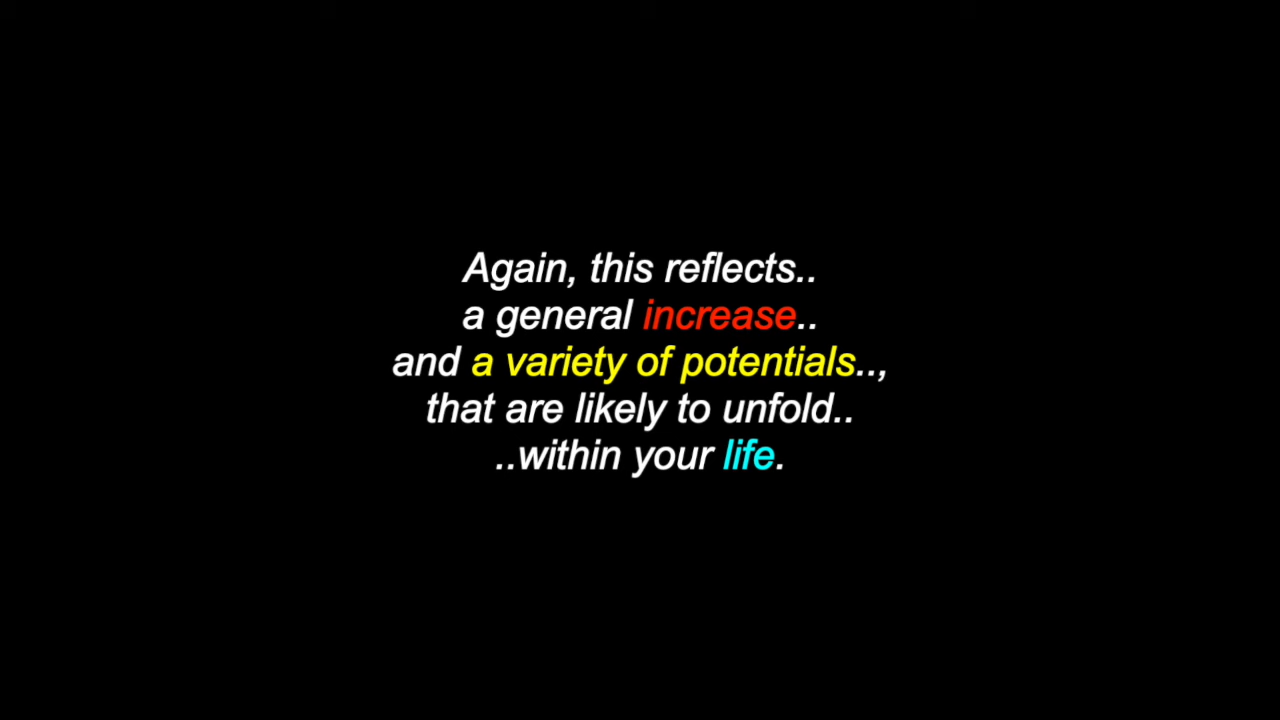 Again, this reflects..
a general increase..
and a variety of potentials..,
that are likely to unfold..
..within your life.